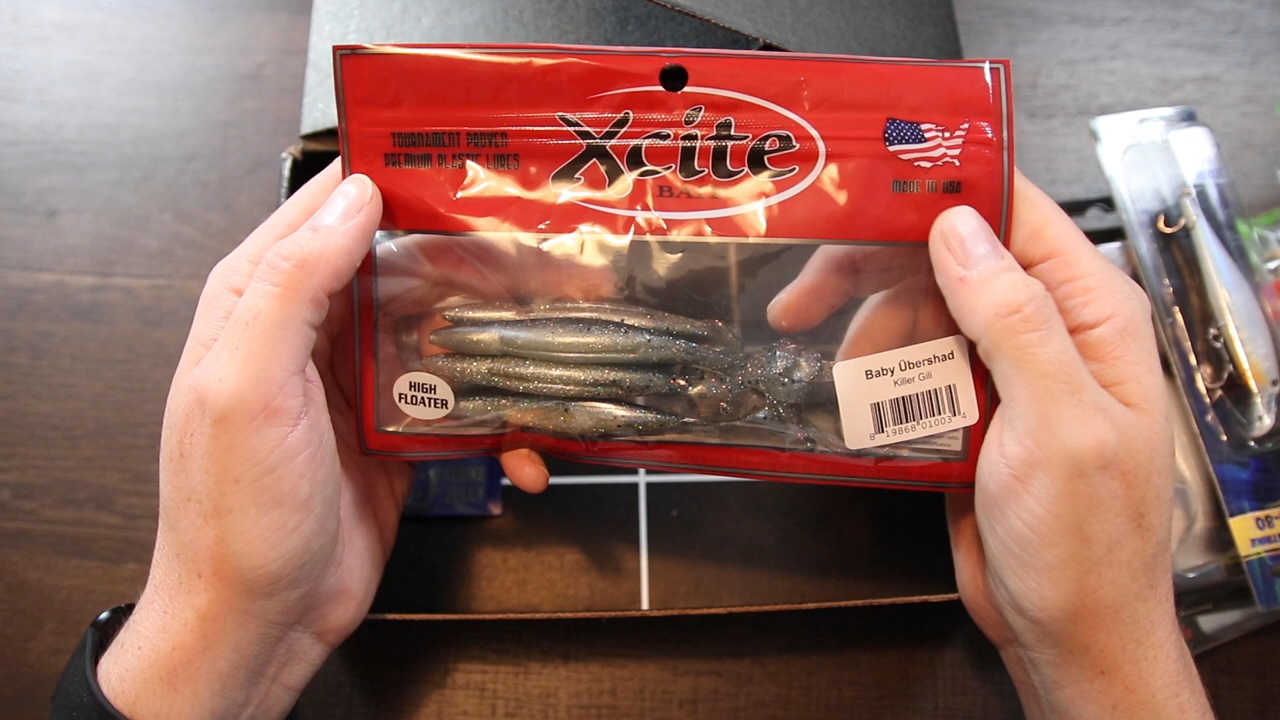 TOURNAMENT PROVEN
PREMIUM PLASTIC LURES
Xcite
BAITS
MADE IN USA
HIGH
FLOATER
Baby Übershad
Killer Gill
8 19868 01003 4